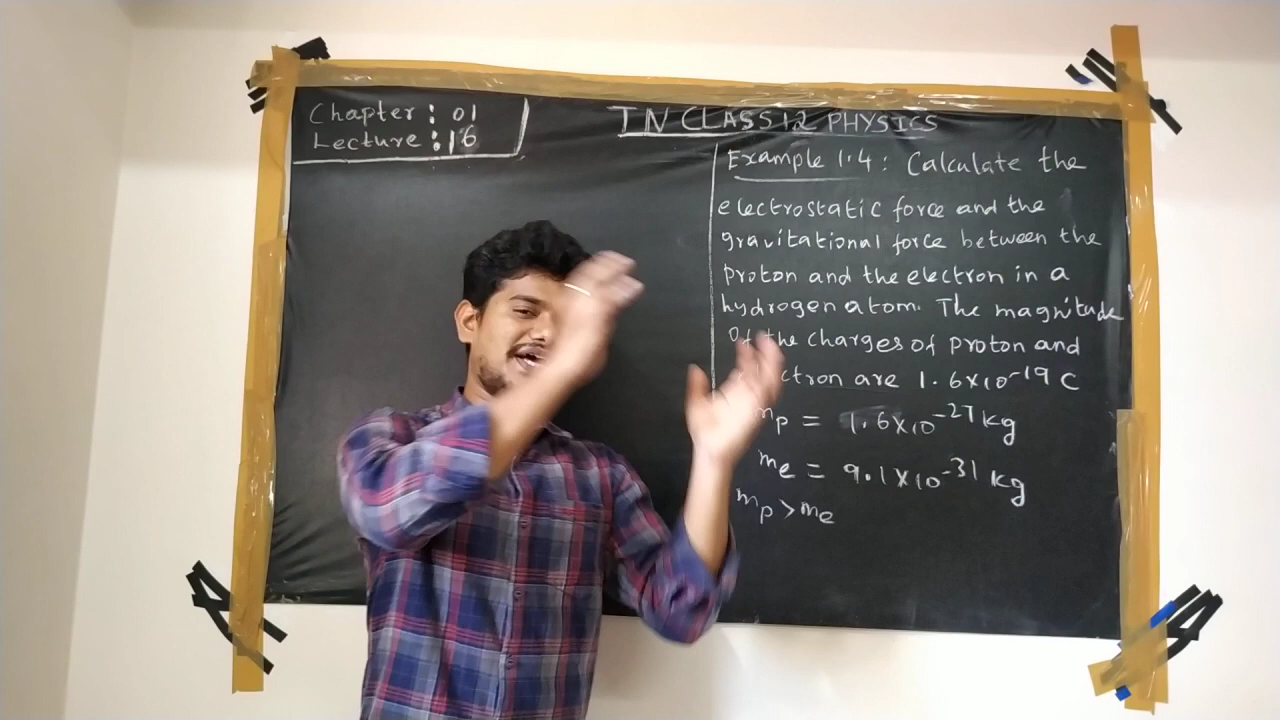 Chapter : 01
Lecture : 16
TN CLASS 12 PHYSICS
Example 1.4 : Calculate the
electrostatic force and the
gravitational force between the
proton and the electron in a
hydrogen atom. The magnitude
of the charges of proton and
ctron are 1.6×10⁻¹⁹ C
mp = 1.6×10⁻²⁷ kg
me = 9.1×10⁻³¹ kg
mp > me